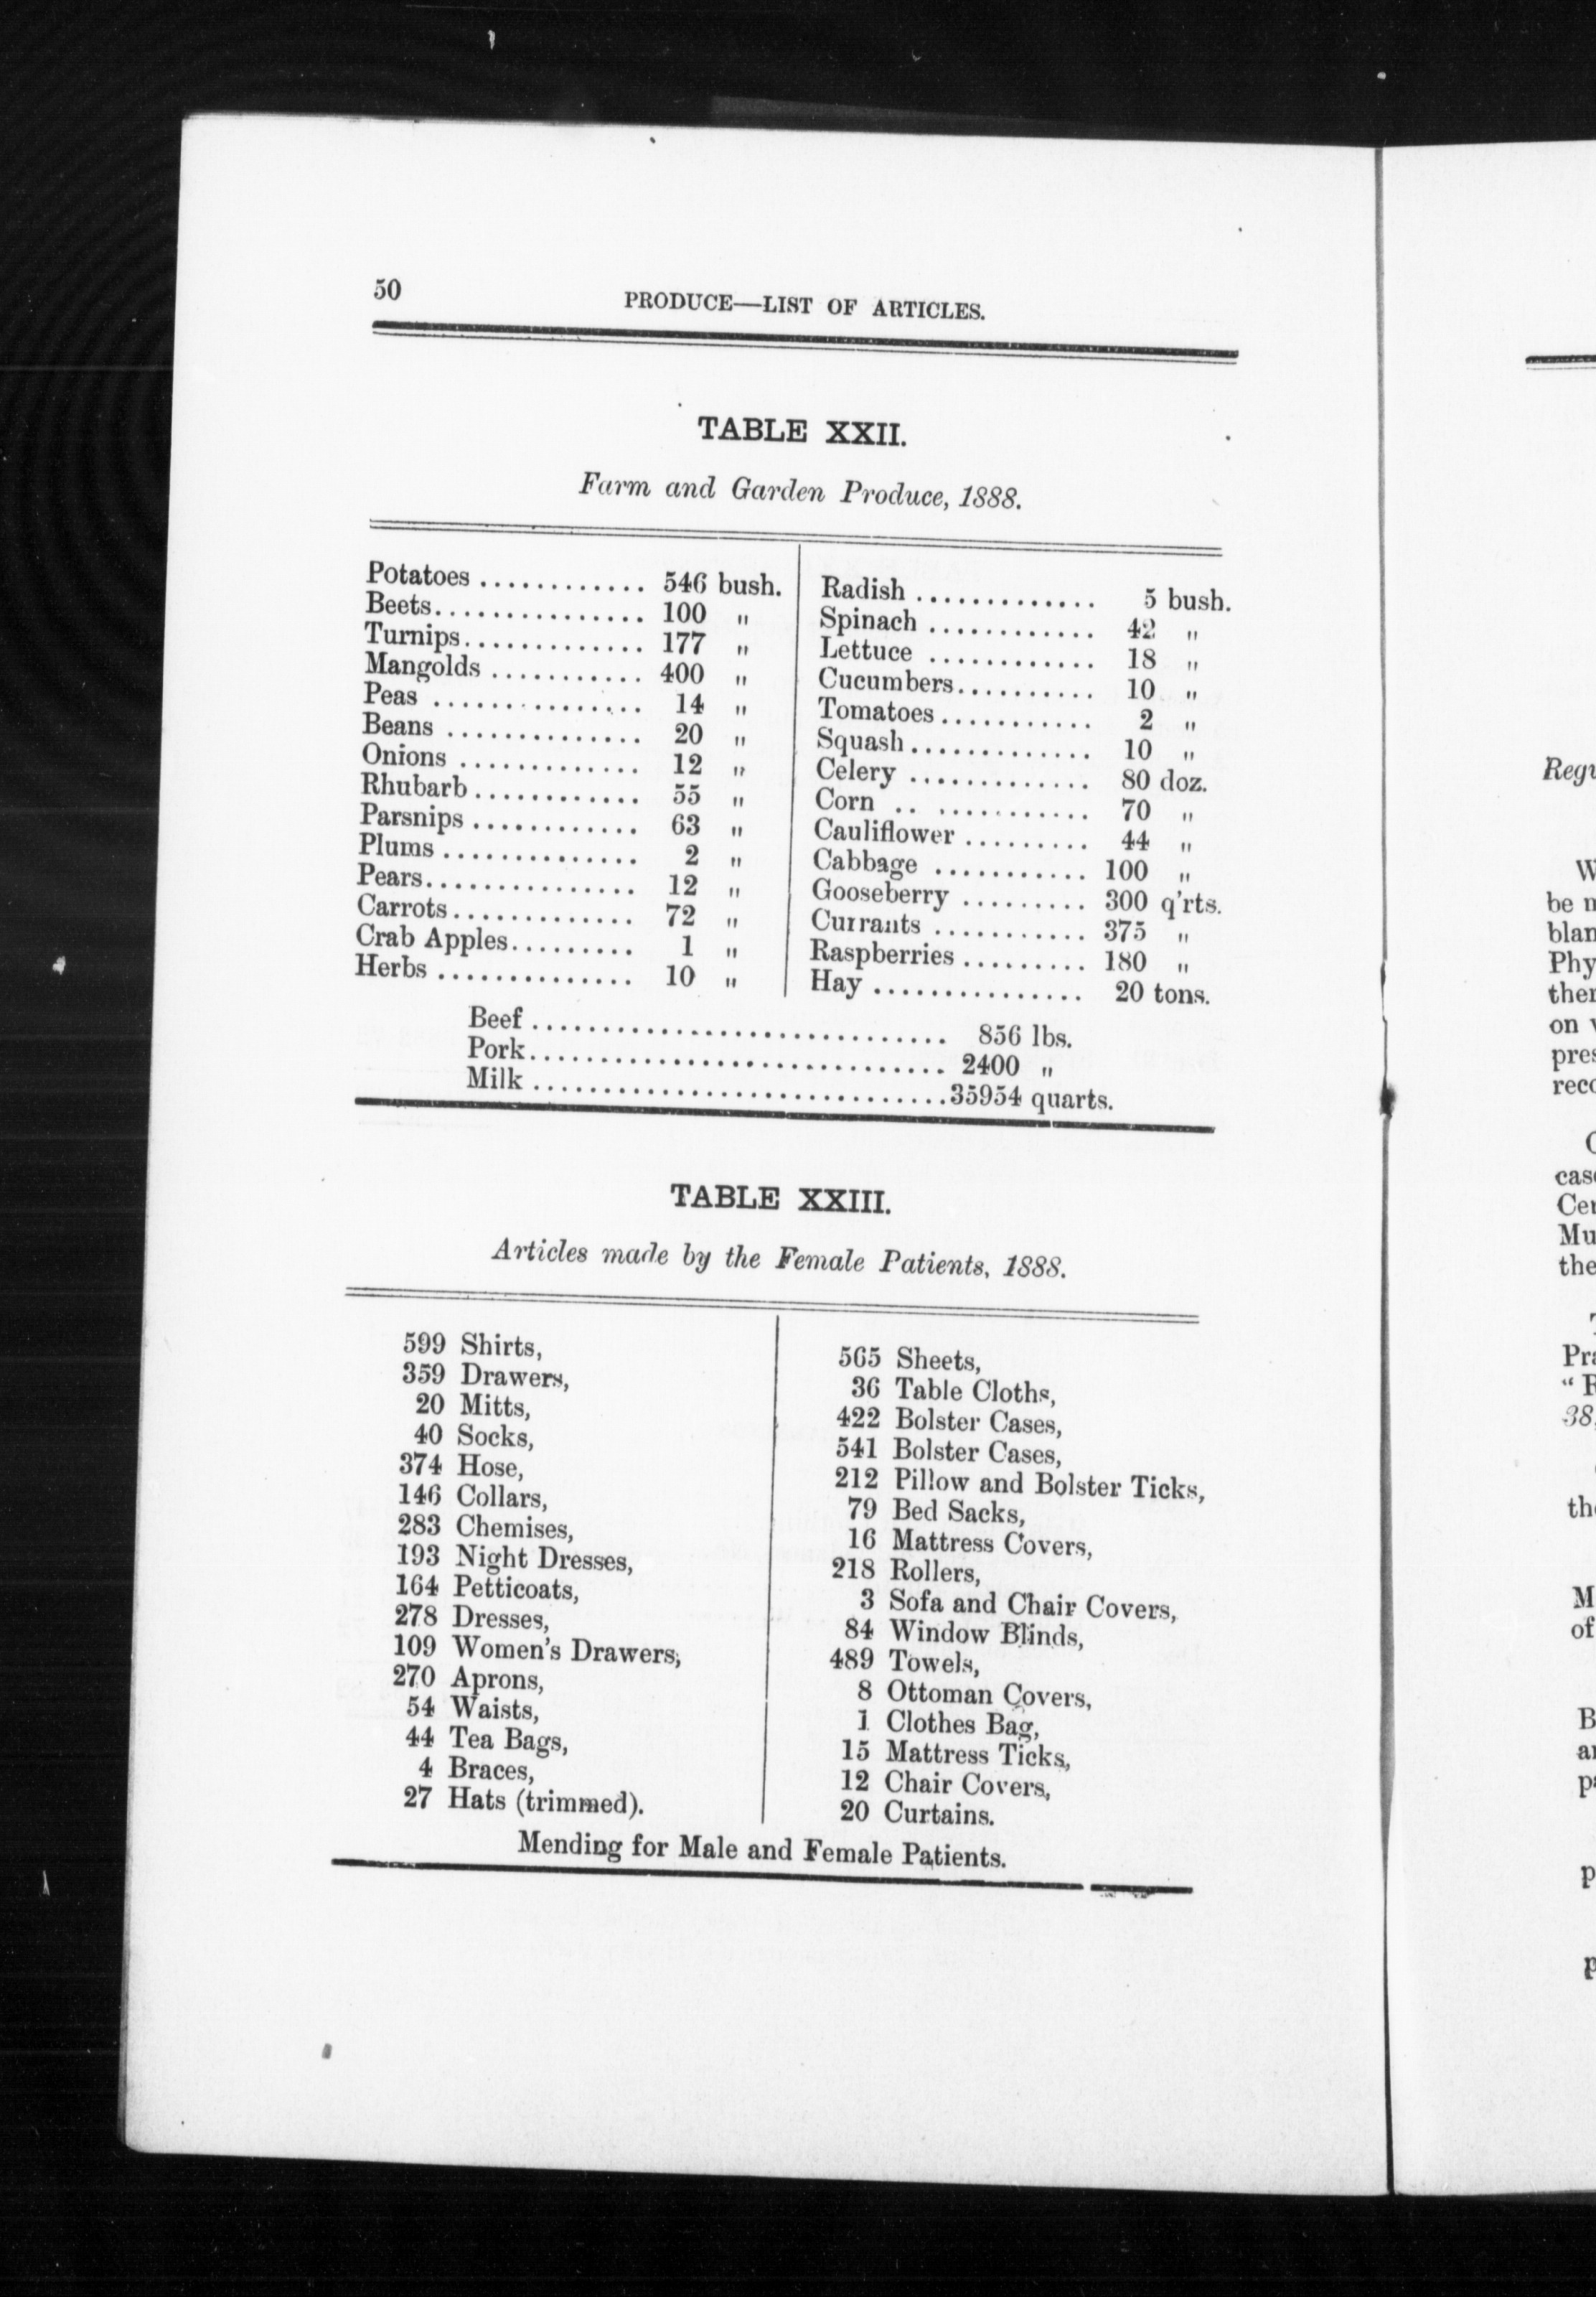 50
PRODUCE—LIST OF ARTICLES.
TABLE XXII.
Farm and Garden Produce, 1888.
Potatoes ............ 546 bush.
Beets............... 100 "
Turnips............. 177 "
Mangolds ........... 400 "
Peas ............... 14 "
Beans .............. 20 "
Onions ............. 12 "
Rhubarb ............ 55 "
Parsnips ............ 63 "
Plums .............. 2 "
Pears............... 12 "
Carrots............. 72 "
Crab Apples......... 1 "
Herbs .............. 10 "
Radish ............. 5 bush.
Spinach ............ 42 "
Lettuce ............ 18 "
Cucumbers.......... 10 "
Tomatoes ........... 2 "
Squash ............. 10 "
Celery ............. 80 doz.
Corn .. ........... 70 "
Cauliflower ......... 44 "
Cabbage ........... 100 "
Gooseberry ......... 300 q'rts.
Currants ........... 375 "
Raspberries ......... 180 "
Hay ............... 20 tons.
Beef .............................. 856 lbs.
Pork.............................. 2400 "
Milk ..............................35954 quarts.
TABLE XXIII.
Articles made by the Female Patients, 1888.
599 Shirts,
359 Drawers,
20 Mitts,
40 Socks,
374 Hose,
146 Collars,
283 Chemises,
193 Night Dresses,
164 Petticoats,
278 Dresses,
109 Women's Drawers,
270 Aprons,
54 Waists,
44 Tea Bags,
4 Braces,
27 Hats (trimmed).
565 Sheets,
36 Table Cloths,
422 Bolster Cases,
541 Bolster Cases,
212 Pillow and Bolster Ticks,
79 Bed Sacks,
16 Mattress Covers,
218 Rollers,
3 Sofa and Chair Covers,
84 Window Blinds,
489 Towels,
8 Ottoman Covers,
1 Clothes Bag,
15 Mattress Ticks,
12 Chair Covers,
20 Curtains.
Mending for Male and Female Patients.
be
on
of